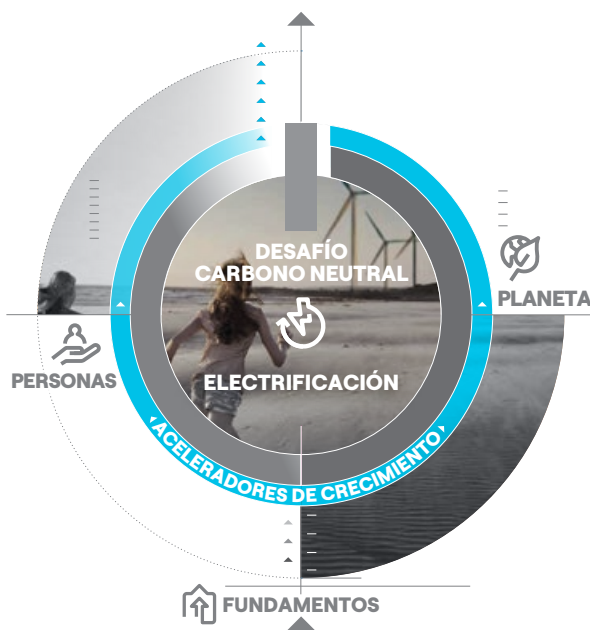 DESAFÍO
CARBONO NEUTRAL
PLANETA
PERSONAS
ELECTRIFICACIÓN
ACELERADORES DE CRECIMIENTO
FUNDAMENTOS